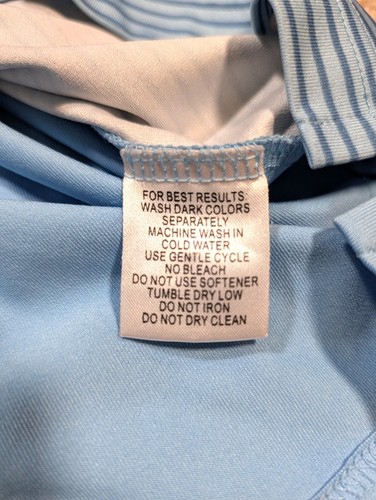 FOR BEST RESULTS
WASH DARK COLORS
SEPARATELY
MACHINE WASH IN
COLD WATER
USE GENTLE CYCLE
NO BLEACH
DO NOT USE SOFTENER
TUMBLE DRY LOW
DO NOT IRON
DO NOT DRY CLEAN